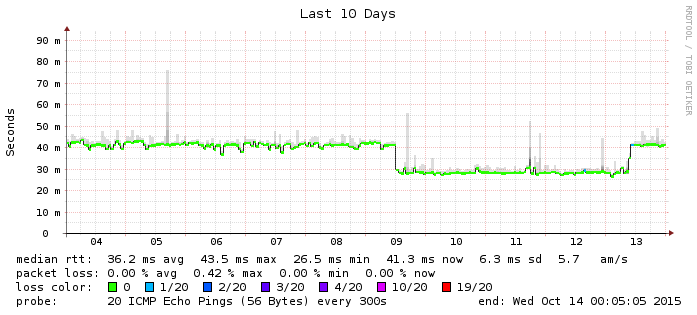 Last 10 Days
RRDTOOL / TOBI OETIKER
Seconds
90 m
80 m
70 m
60 m
50 m
40 m
30 m
20 m
10 m
0
04 05 06 07 08 09 10 11 12 13
median rtt: 36.2 ms avg 43.5 ms max 26.5 ms min 41.3 ms now 6.3 ms sd 5.7 am/s
packet loss: 0.00 % avg 0.42 % max 0.00 % min 0.00 % now
loss color: 0 1/20 2/20 3/20 4/20 10/20 19/20
probe: 20 ICMP Echo Pings (56 Bytes) every 300s end: Wed Oct 14 00:05:05 2015